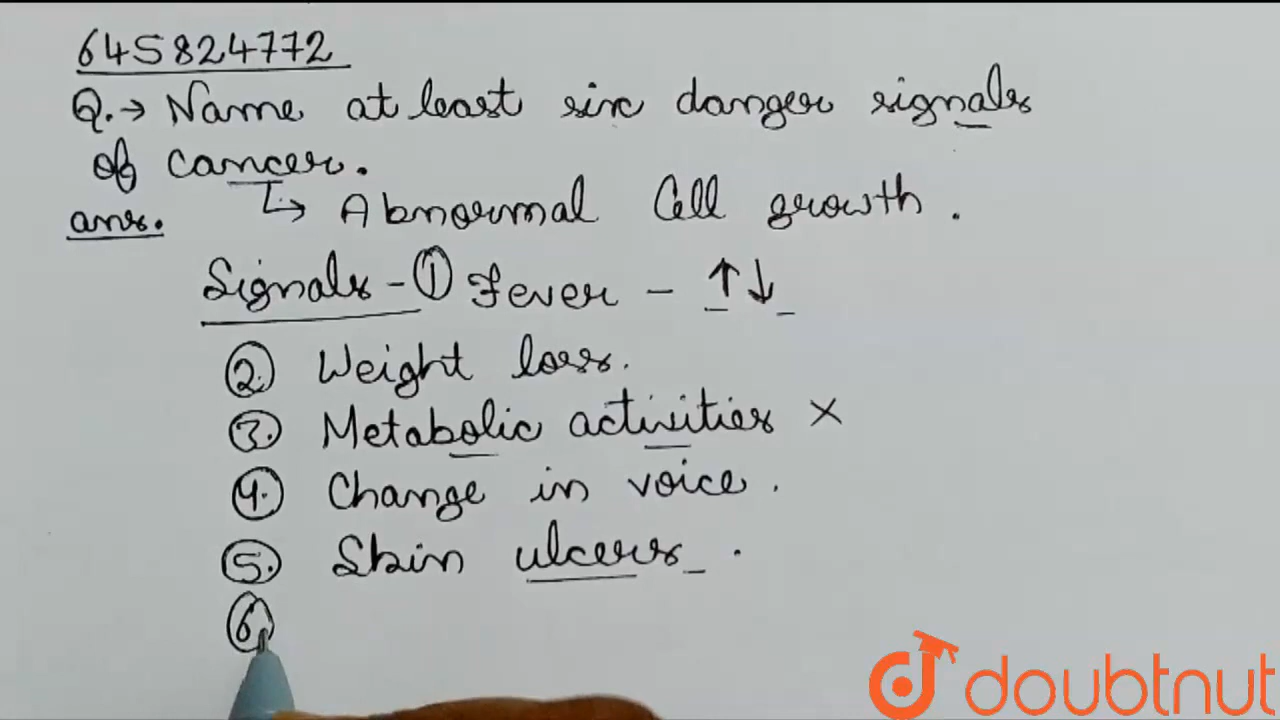 645824772
Q.→ Name at least six danger signals
of cancer.
ans. ↳ Abnormal Cell growth.
Signals - ① Fever - ↑↓
②. Weight loss.
③. Metabolic activities ×
④. Change in voice.
⑤. Skin ulcers.
⑥.
doubtnut